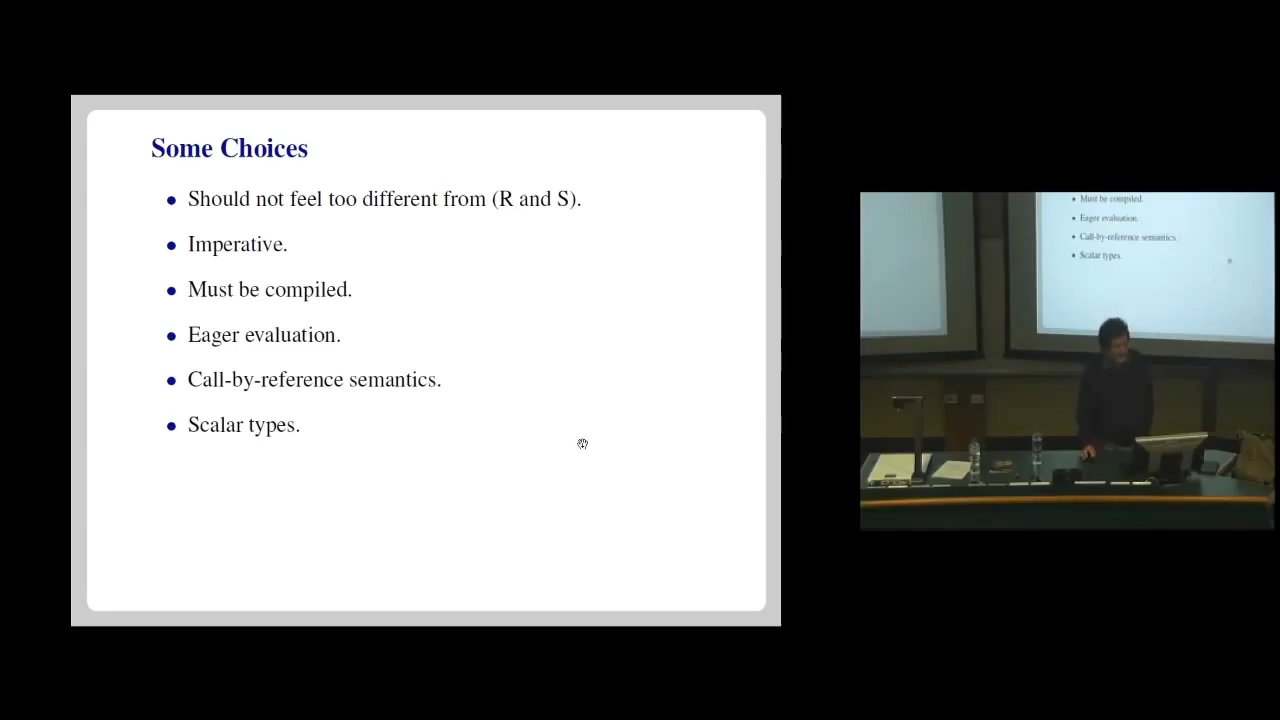 Some Choices
• Should not feel too different from (R and S).
• Imperative.
• Must be compiled.
• Eager evaluation.
• Call-by-reference semantics.
• Scalar types.
• Must be compiled.
• Eager evaluation.
• Call-by-reference semantics.
• Scalar types.